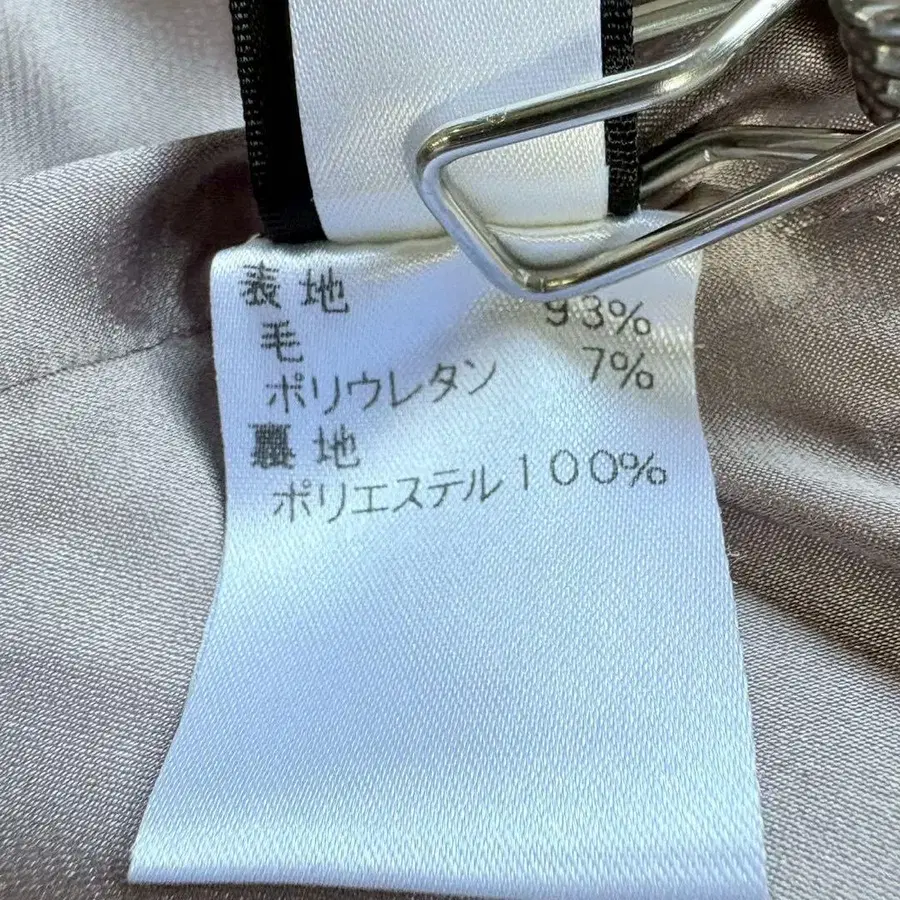 表地
毛 93%
ポリウレタン 7%
裏地
ポリエステル100%